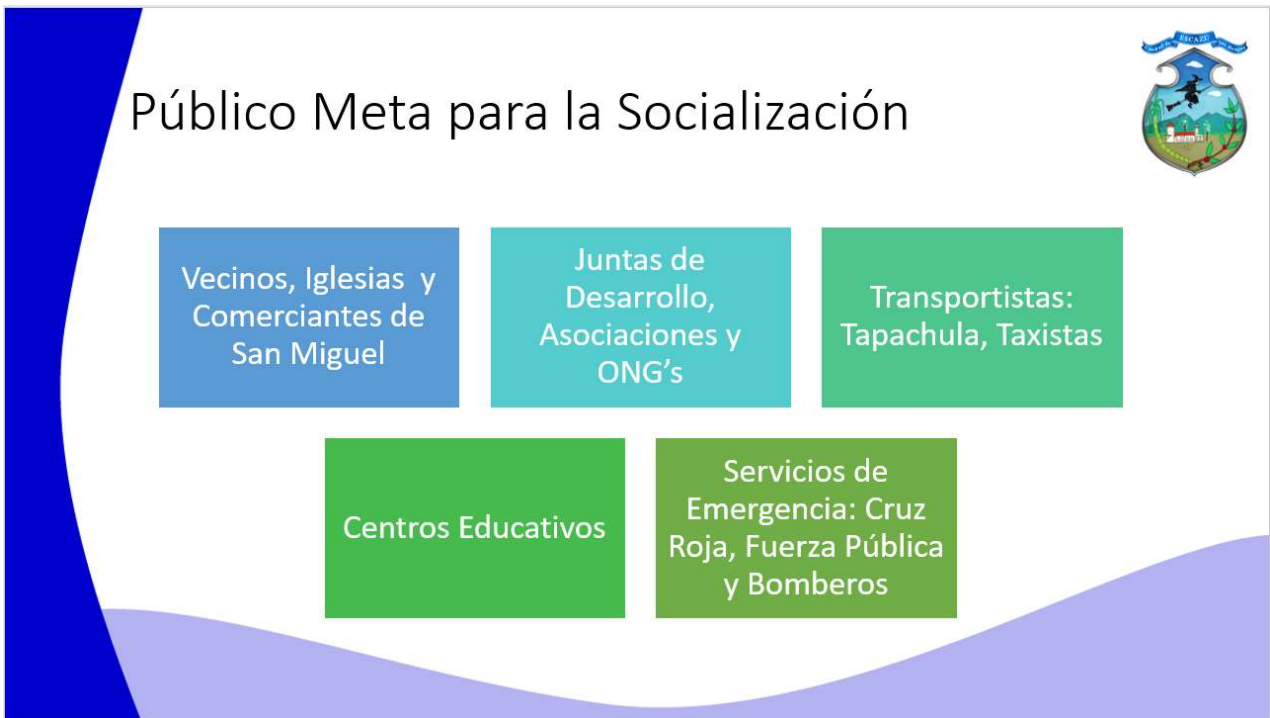 ESCAZÚ
Público Meta para la Socialización
Vecinos, Iglesias y
Comerciantes de
San Miguel
Juntas de
Desarrollo,
Asociaciones y
ONG's
Transportistas:
Tapachula, Taxistas
Centros Educativos
Servicios de
Emergencia: Cruz
Roja, Fuerza Pública
y Bomberos